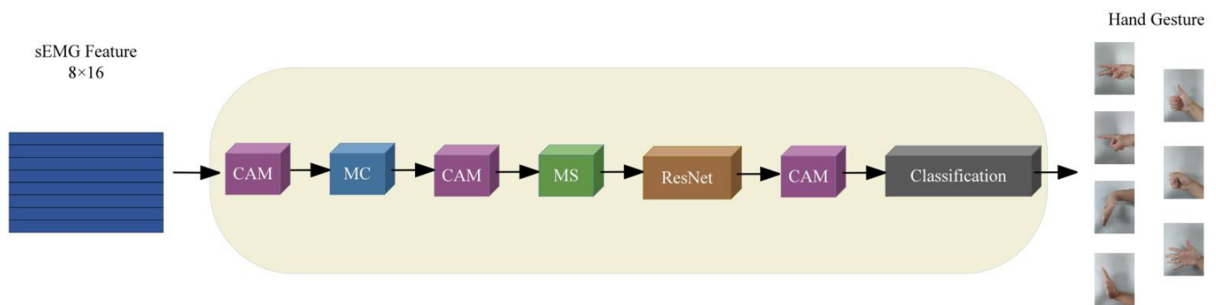 sEMG Feature
8×16
CAM
MC
CAM
MS
ResNet
CAM
Classification
Hand Gesture